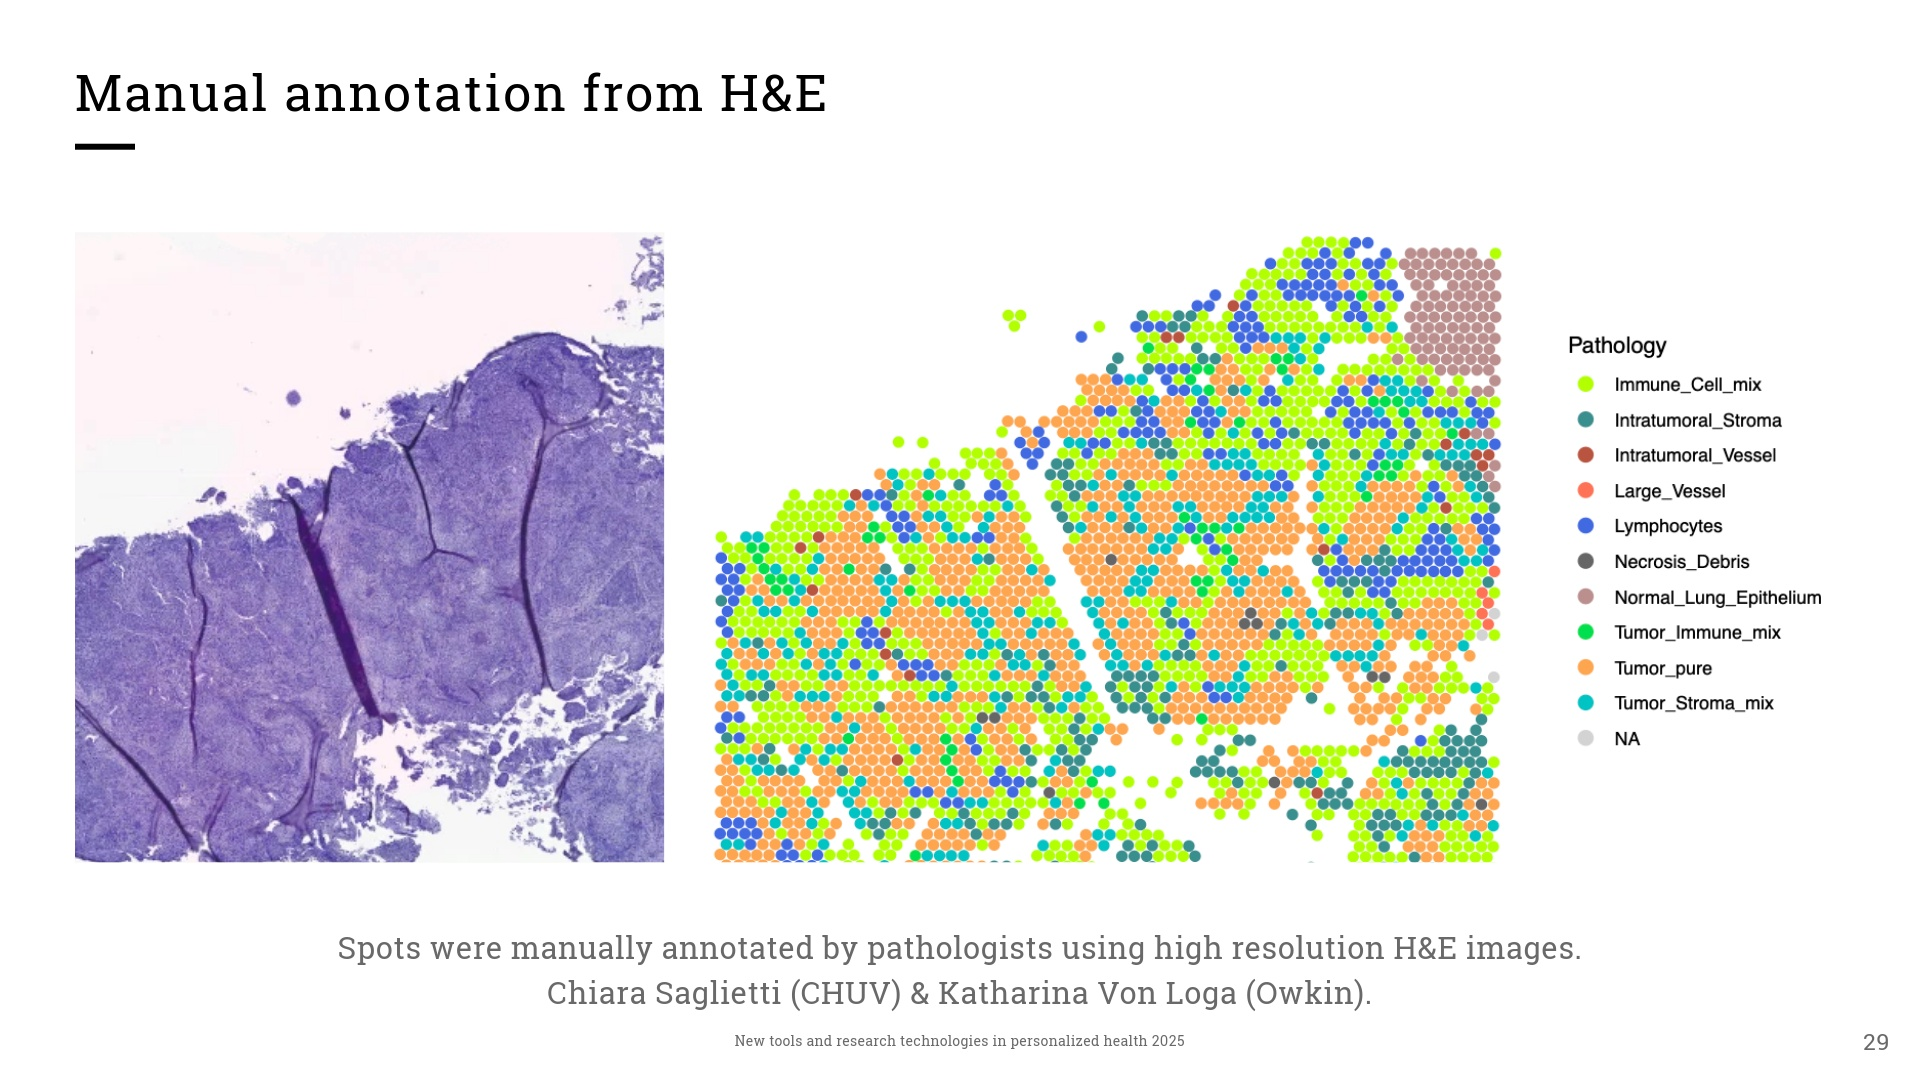 Manual annotation from H&E
Pathology
Immune_Cell_mix
Intratumoral_Stroma
Intratumoral_Vessel
Large_Vessel
Lymphocytes
Necrosis_Debris
Normal_Lung_Epithelium
Tumor_Immune_mix
Tumor_pure
Tumor_Stroma_mix
NA
Spots were manually annotated by pathologists using high resolution H&E images.
Chiara Saglietti (CHUV) & Katharina Von Loga (Owkin).
New tools and research technologies in personalized health 2025
29